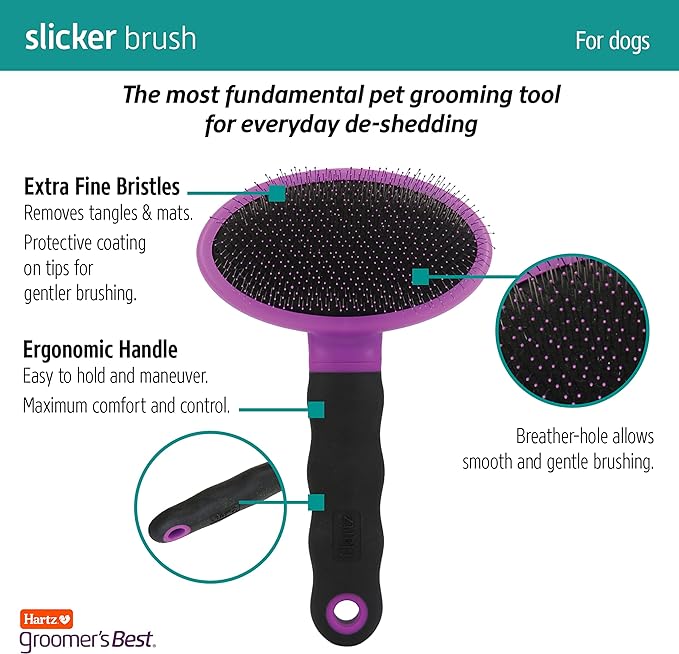 slicker brush
For dogs
The most fundamental pet grooming tool
for everyday de-shedding
Extra Fine Bristles
Removes tangles & mats.
Protective coating
on tips for
gentler brushing.
Ergonomic Handle
Easy to hold and maneuver.
Maximum comfort and control.
Breather-hole allows
smooth and gentle brushing.
Hartz
Hartz
groomer's Best.